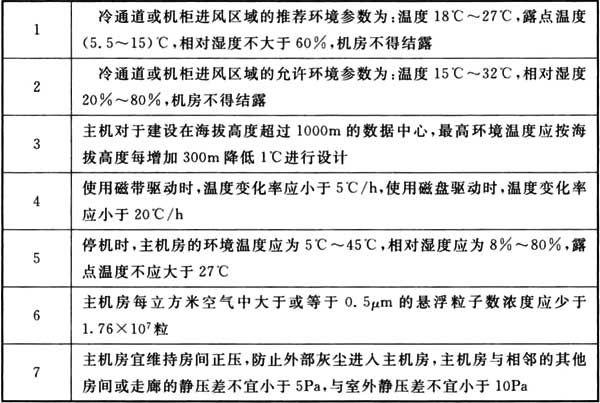 1
冷通道或机柜进风区域的推荐环境参数为:温度 18℃～27℃,露点温度
(5.5～15)℃,相对湿度不大于 60%,机房不得结露
2
冷通道或机柜进风区域的允许环境参数为:温度 15℃～32℃,相对湿度
20%～80%,机房不得结露
3
主机对于建设在海拔高度超过 1000m 的数据中心,最高环境温度应按海
拔高度每增加 300m 降低 1℃进行设计
4
使用磁带驱动时,温度变化率应小于 5℃/h,使用磁盘驱动时,温度变化率
应小于 20℃/h
5
停机时,主机房的环境温度应为 5℃～45℃,相对湿度应为 8%～80%,露
点温度不应大于 27℃
6
主机房每立方米空气中大于或等于 0.5μm 的悬浮粒子数浓度应少于
1.76×10⁷粒
7
主机房宜维持房间正压,防止外部灰尘进入主机房,主机房与相邻的其他
房间或走廊的静压差不宜小于 5Pa,与室外静压差不宜小于 10Pa